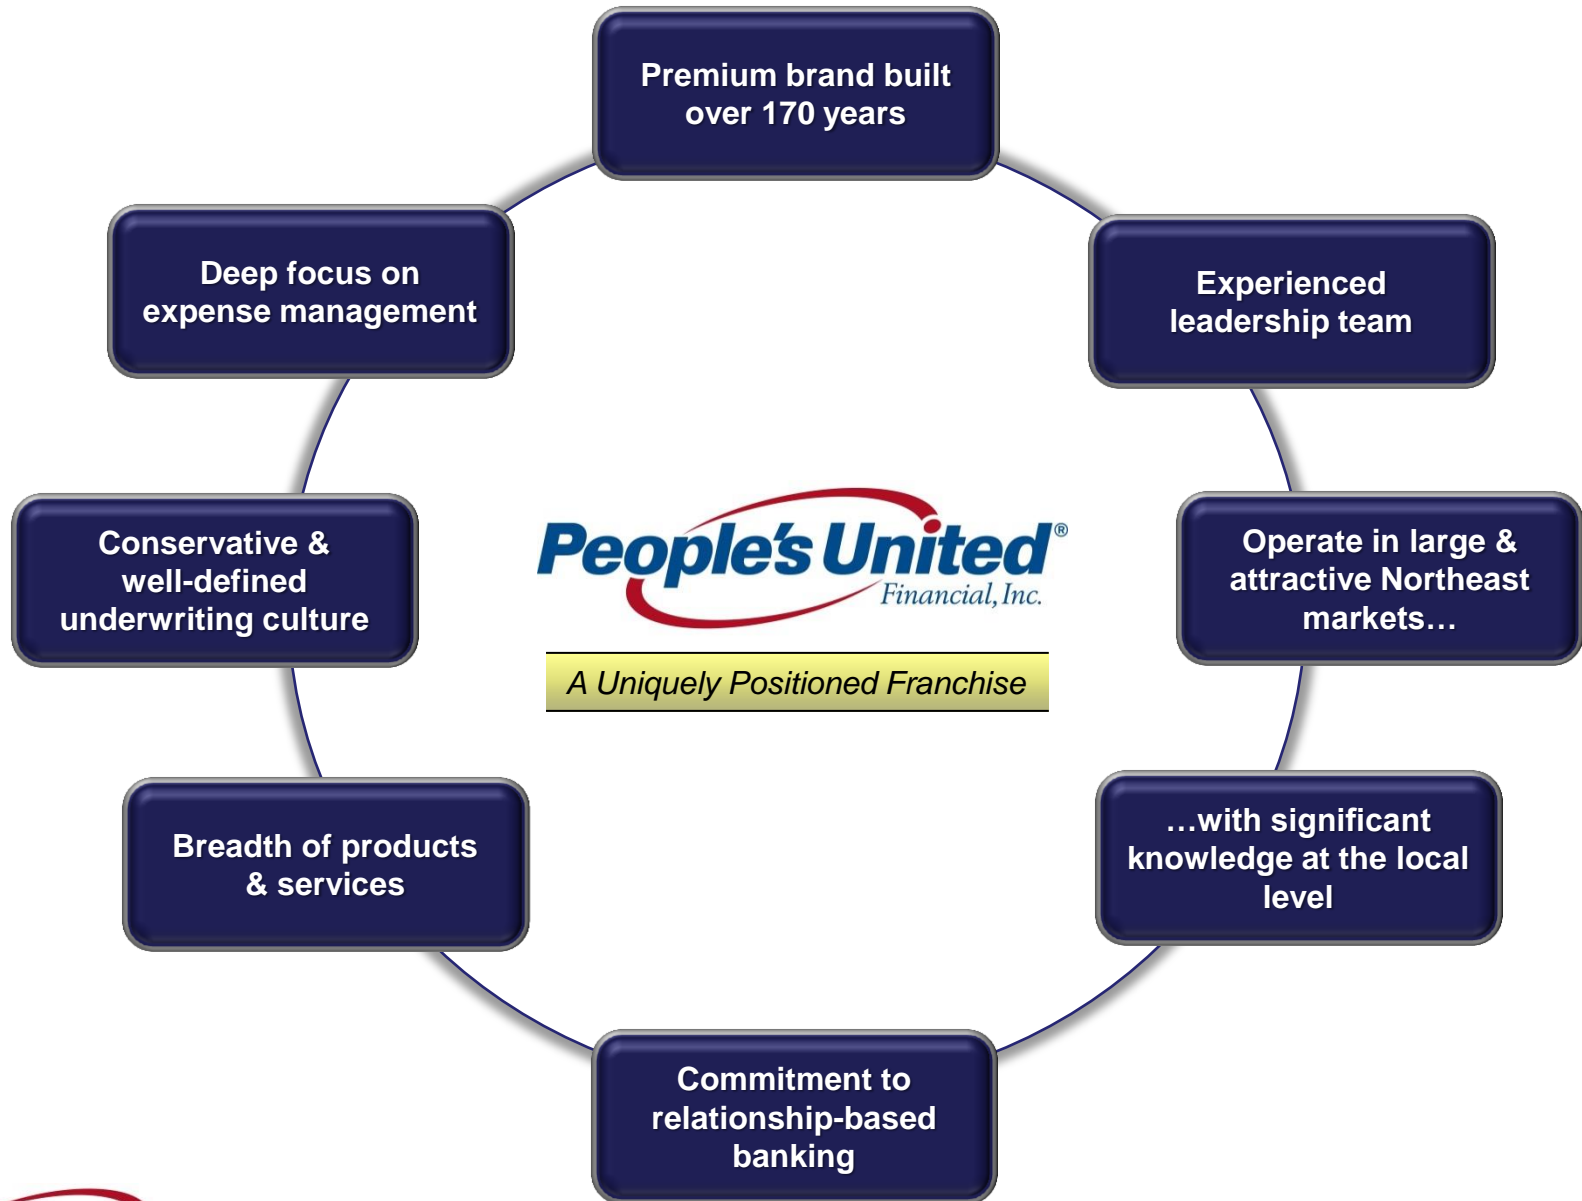 Premium brand built
over 170 years
Deep focus on
expense management
Experienced
leadership team
Conservative &
well-defined
underwriting culture
People's United®
Financial, Inc.
A Uniquely Positioned Franchise
Operate in large &
attractive Northeast
markets…
Breadth of products
& services
…with significant
knowledge at the local
level
Commitment to
relationship-based
banking